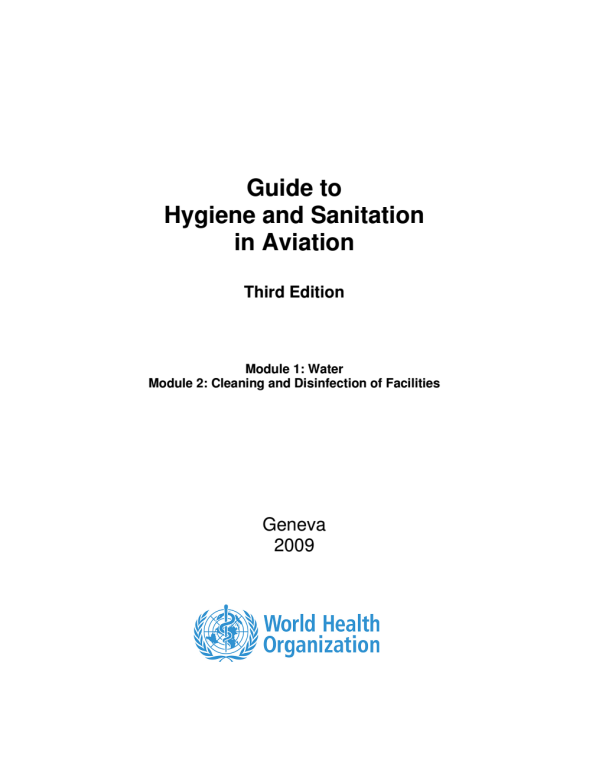 Guide to
Hygiene and Sanitation
in Aviation
Third Edition
Module 1: Water
Module 2: Cleaning and Disinfection of Facilities
Geneva
2009
World Health
Organization